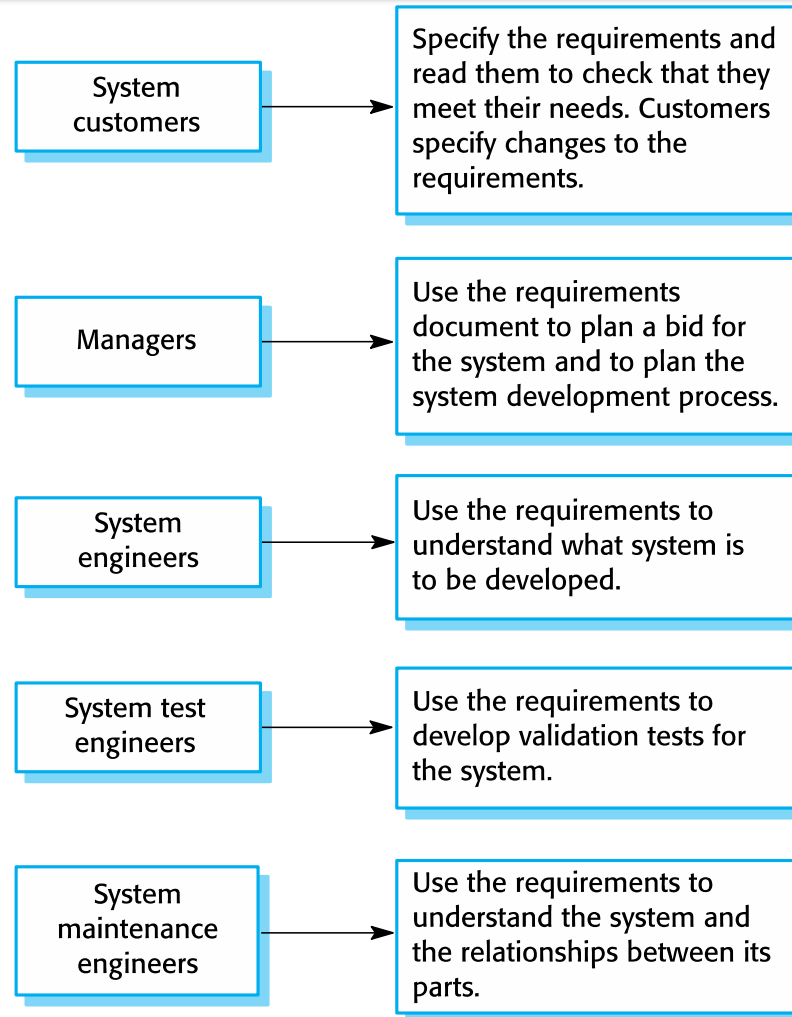 System
customers
Specify the requirements and
read them to check that they
meet their needs. Customers
specify changes to the
requirements.
Managers
Use the requirements
document to plan a bid for
the system and to plan the
system development process.
System
engineers
Use the requirements to
understand what system is
to be developed.
System test
engineers
Use the requirements to
develop validation tests for
the system.
System
maintenance
engineers
Use the requirements to
understand the system and
the relationships between its
parts.